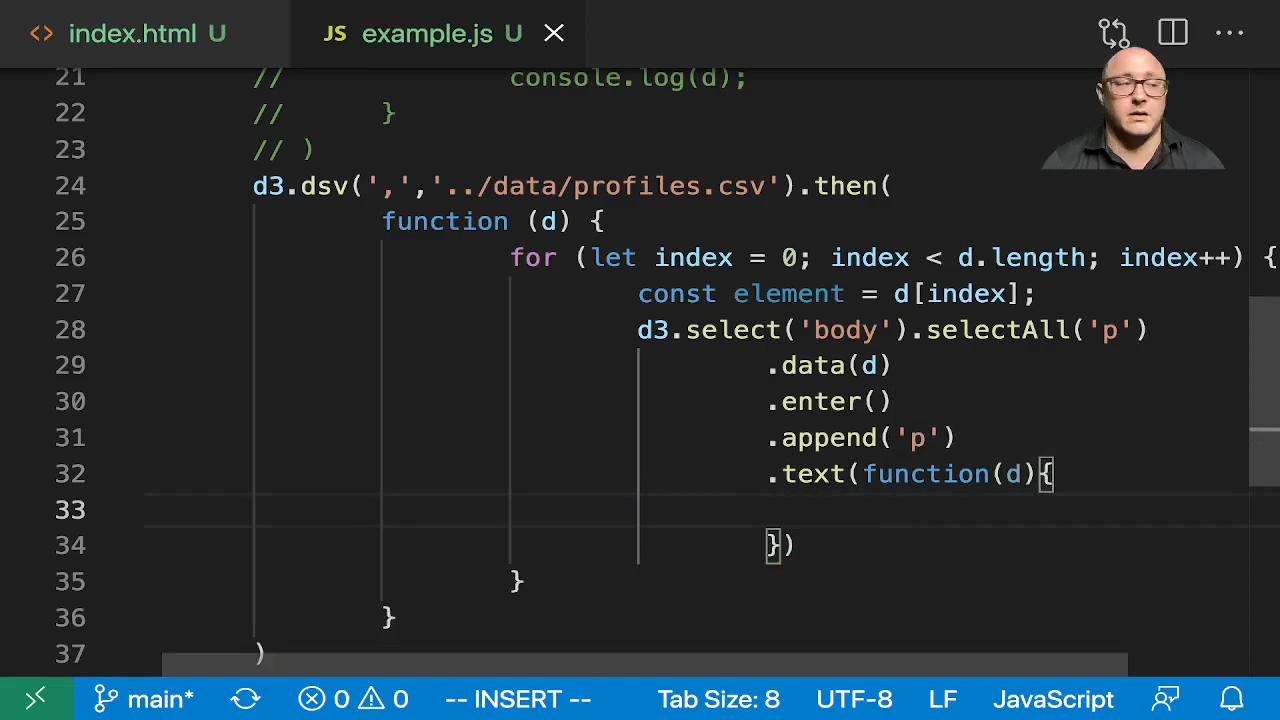 index.html U
JS example.js U
21 // console.log(d);
22 // }
23 // )
24 d3.dsv(',','../data/profiles.csv').then(
25 function (d) {
26 for (let index = 0; index < d.length; index++) {
27 const element = d[index];
28 d3.select('body').selectAll('p')
29 .data(d)
30 .enter()
31 .append('p')
32 .text(function(d){
33
34 })
35 }
36 }
37 )
main* 0 0 -- INSERT -- Tab Size: 8 UTF-8 LF JavaScript